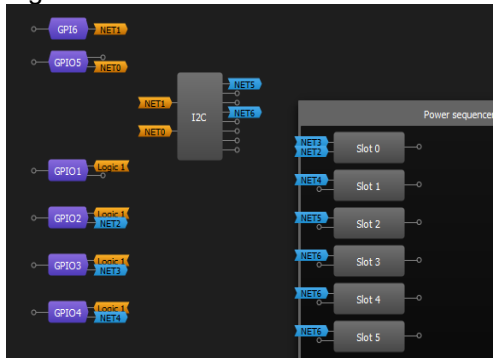 GPI6 NET1
GPIO5 NET0
NET1 I2C NET5
NET0 NET6
Power sequencer
GPIO1 Logic 1
GPIO2 Logic 1
NET2
GPIO3 Logic 1
NET3
GPIO4 Logic 1
NET4
NET3
NET2 Slot 0
NET4 Slot 1
NET5 Slot 2
NET6 Slot 3
NET6 Slot 4
NET6 Slot 5